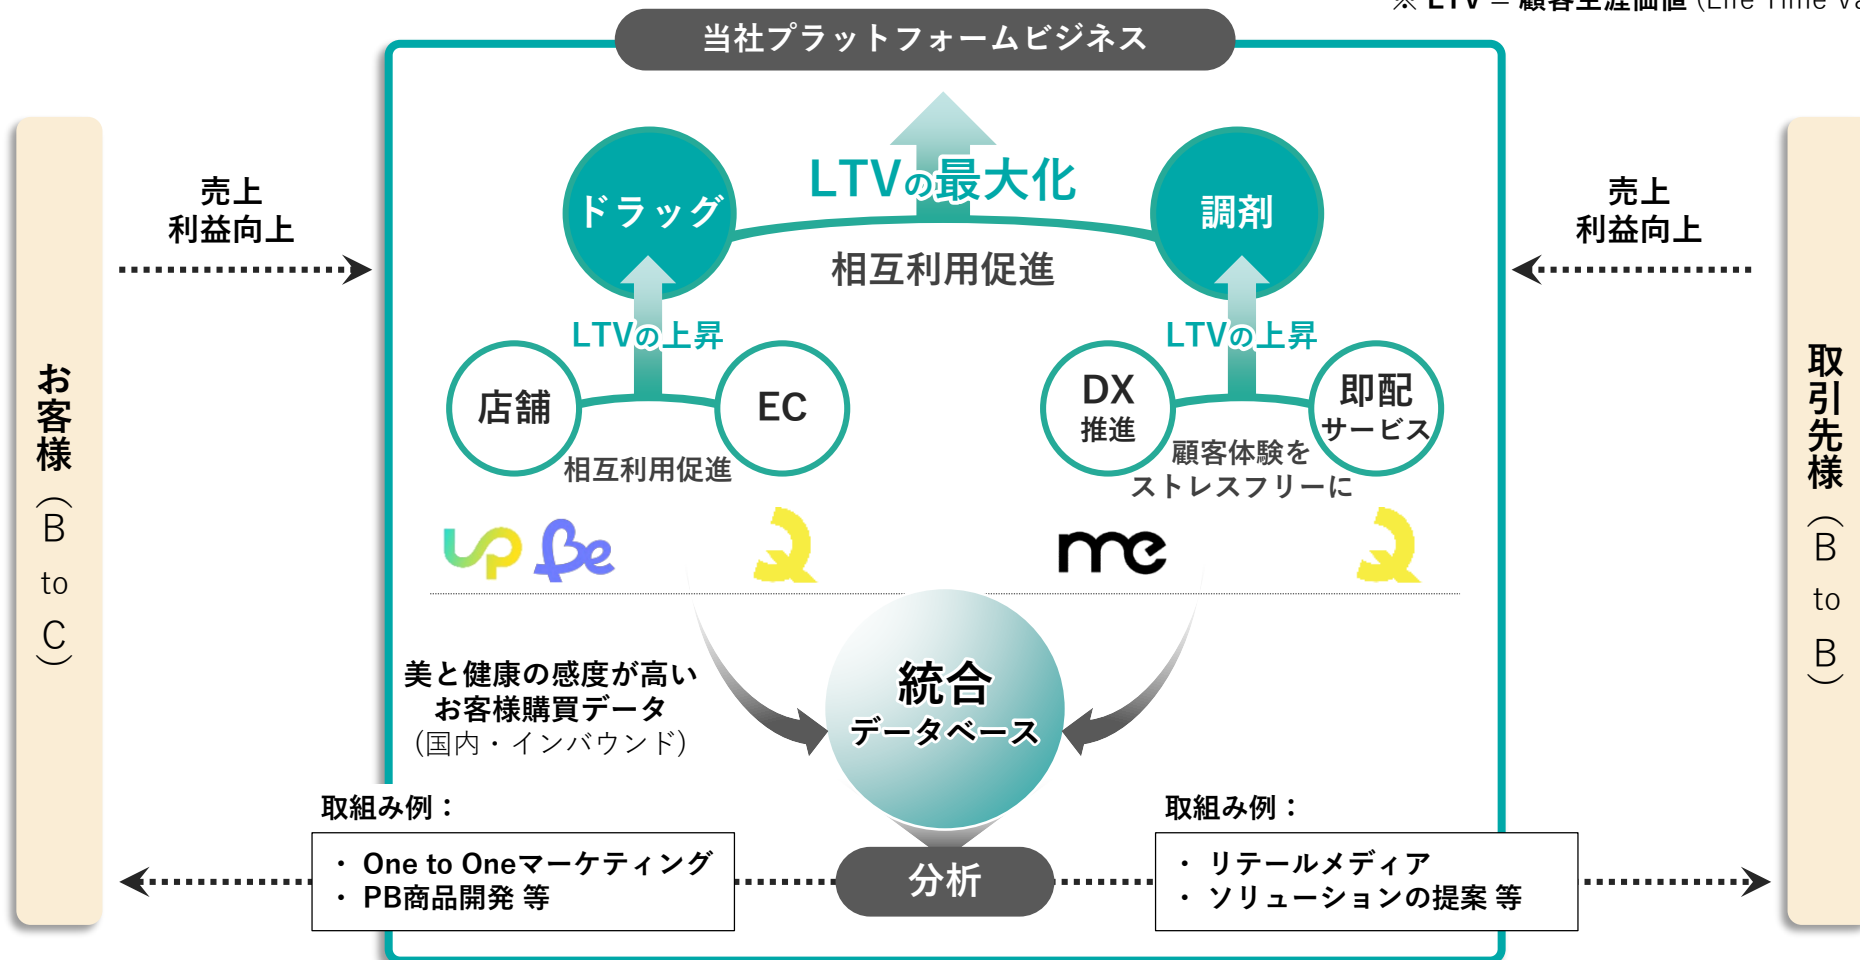 ※ LTV = 顧客生涯価値 (Life Time Va
当社プラットフォームビジネス
LTVの最大化
ドラッグ
調剤
相互利用促進
売上
利益向上
売上
利益向上
LTVの上昇
LTVの上昇
店舗
EC
相互利用促進
DX
推進
即配
サービス
顧客体験を
ストレスフリーに
up
Be
Q
me
Q
お客様（B to C）
取引先様（B to B）
美と健康の感度が高い
お客様購買データ
(国内・インバウンド)
統合
データベース
取組み例：
・ One to Oneマーケティング
・ PB商品開発 等
分析
取組み例：
・ リテールメディア
・ ソリューションの提案 等